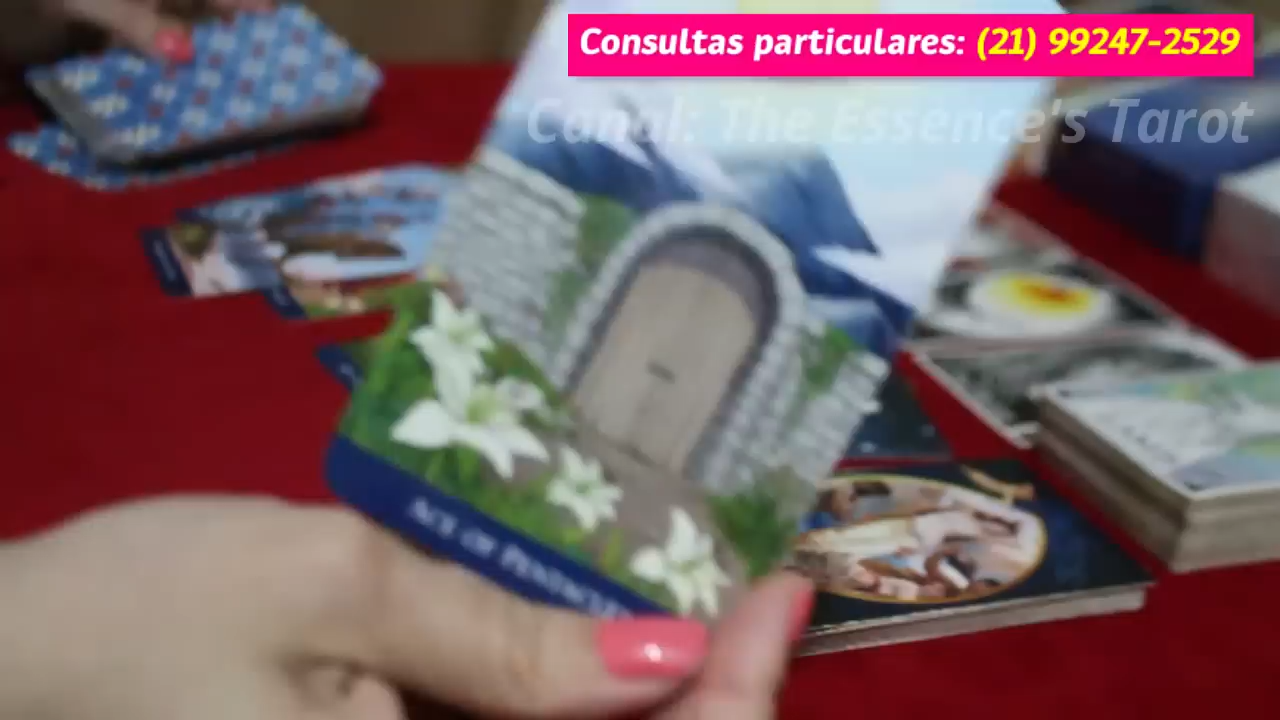 Consultas particulares: (21) 99247-2529
Canal: The Essence's Tarot
ACE OF PENTACLES